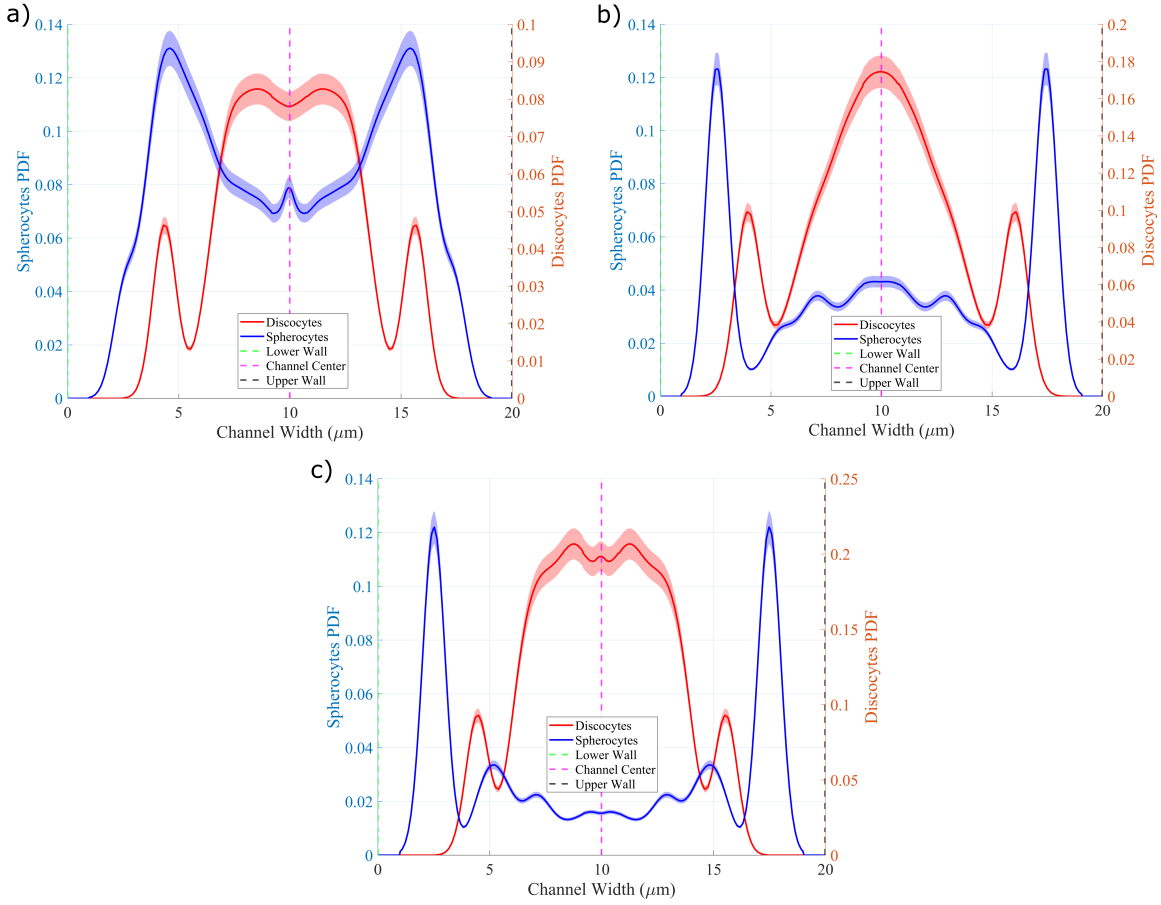 a)
0.14
0.12
0.1
0.08
0.06
0.04
0.02
0
Spherocytes PDF
0.1
0.09
0.08
0.07
0.06
0.05
0.04
0.03
0.02
0.01
0
Discocytes PDF
Discocytes
Spherocytes
Lower Wall
Channel Center
Upper Wall
0 5 10 15 20
Channel Width (μm)
b)
0.14
0.12
0.1
0.08
0.06
0.04
0.02
0
Spherocytes PDF
0.2
0.18
0.16
0.14
0.12
0.1
0.08
0.06
0.04
0.02
0
Discocytes PDF
Discocytes
Spherocytes
Lower Wall
Channel Center
Upper Wall
0 5 10 15 20
Channel Width (μm)
c)
0.14
0.12
0.1
0.08
0.06
0.04
0.02
0
Spherocytes PDF
0.25
0.2
0.15
0.1
0.05
0
Discocytes PDF
Discocytes
Spherocytes
Lower Wall
Channel Center
Upper Wall
0 5 10 15 20
Channel Width (μm)